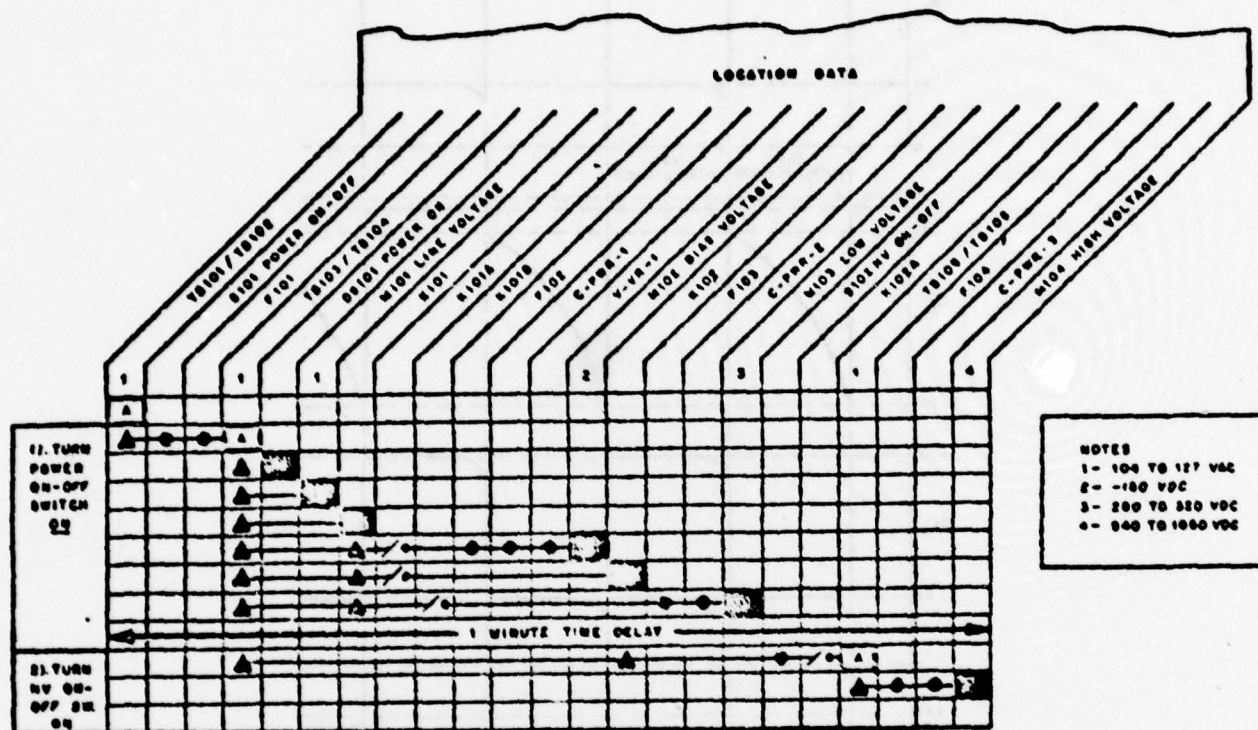 LOCATION DATA
TB101/TB102
S101 POWER ON-OFF
F101
TB103/TB104
DS101 POWER ON
M101 LINE VOLTAGE
K101
K101A
K101B
F102
C-PWR-1
V-VR-1
M102 BIAS VOLTAGE
K102
F103
C-PWR-2
M103 LOW VOLTAGE
S102 HV ON-OFF
K102A
F104
C-PWR-3
M104 HIGH VOLTAGE
1 1 1 2 3 1 4
1). TURN
POWER
ON-OFF
SWITCH
ON
1 MINUTE TIME DELAY
2). TURN
HV ON-
OFF SW.
ON
NOTES
1- 104 TO 127 VAC
2- -150 VDC
3- 280 TO 320 VDC
4- 940 TO 1060 VDC